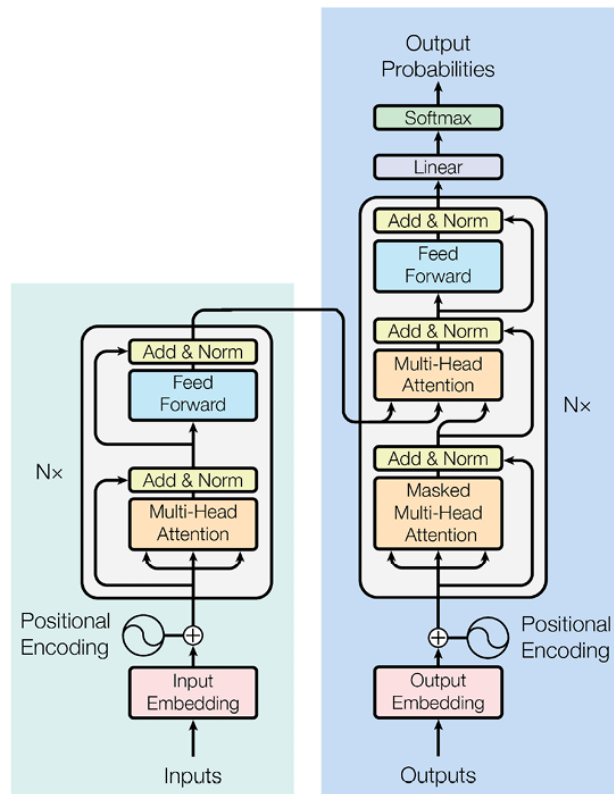 Output
Probabilities
Softmax
Linear
Add & Norm
Feed
Forward
Add & Norm
Multi-Head
Attention
Add & Norm
Masked
Multi-Head
Attention
N×
Positional
Encoding
Output
Embedding
Outputs
Add & Norm
Feed
Forward
Add & Norm
Multi-Head
Attention
N×
Positional
Encoding
Input
Embedding
Inputs